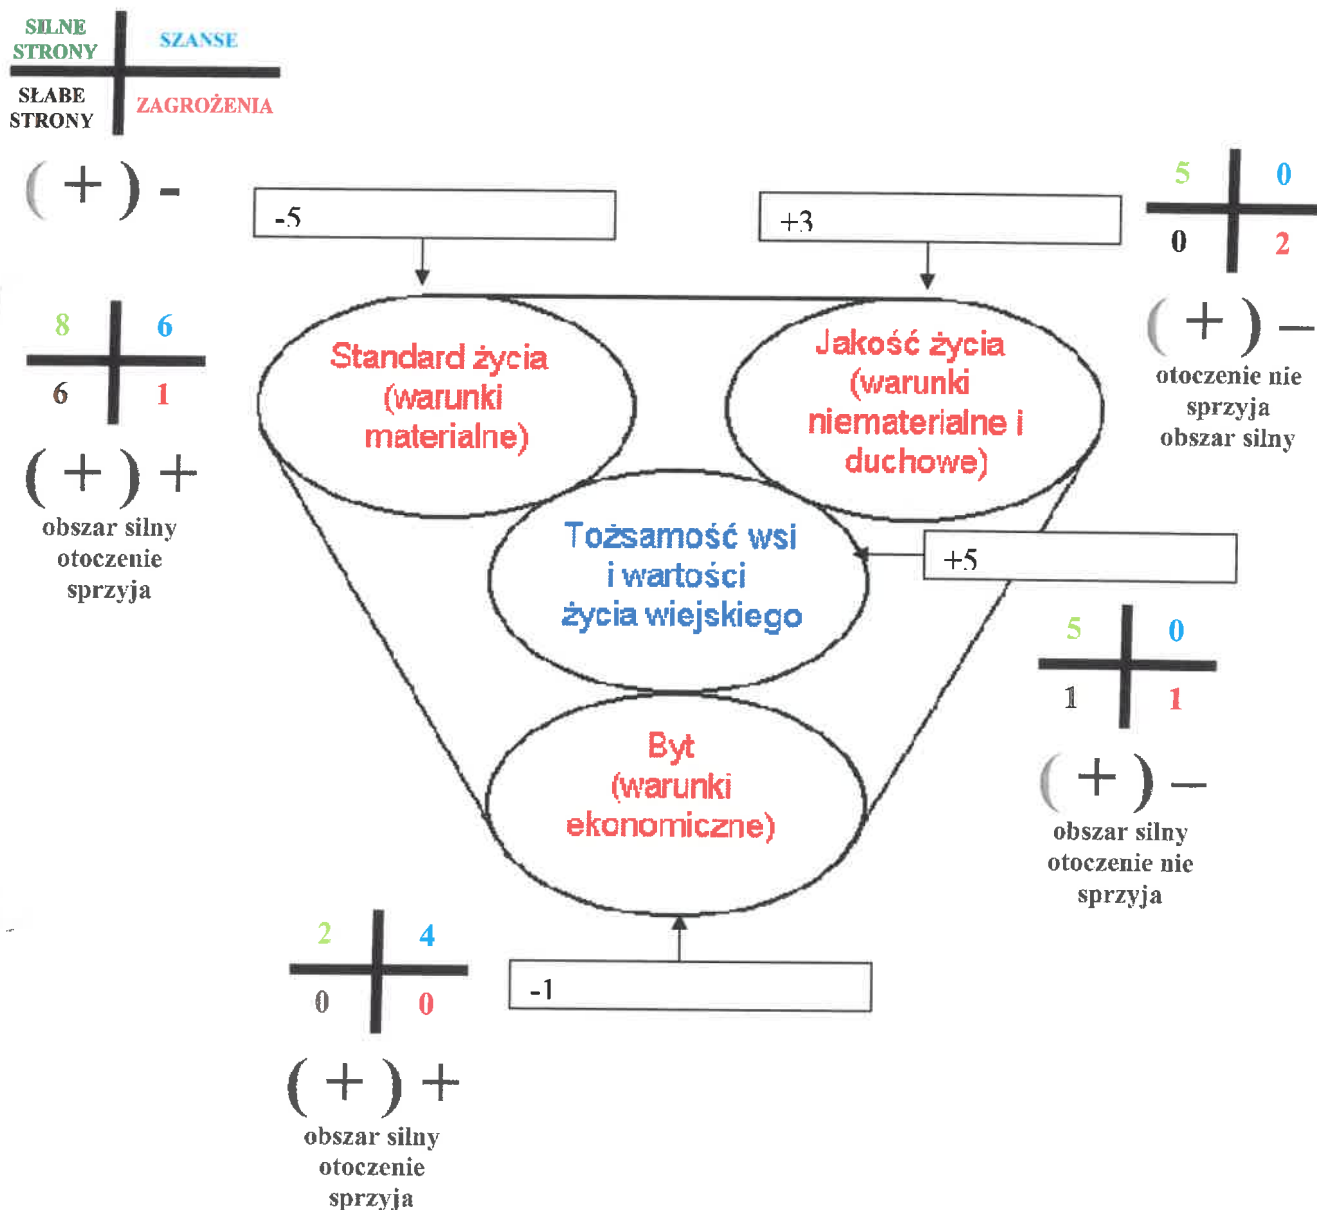 SILNE
STRONY
SZANSE
SŁABE
STRONY
ZAGROŻENIA
( + ) -
-5
+3
5 0
0 2
( + ) –
otoczenie nie
sprzyja
obszar silny
8 6
6 1
( + ) +
obszar silny
otoczenie
sprzyja
Standard życia
(warunki
materialne)
Jakość życia
(warunki
niematerialne i
duchowe)
Tożsamość wsi
i wartości
życia wiejskiego
+5
5 0
1 1
( + ) –
obszar silny
otoczenie nie
sprzyja
Byt
(warunki
ekonomiczne)
2 4
0 0
-1
( + ) +
obszar silny
otoczenie
sprzyja